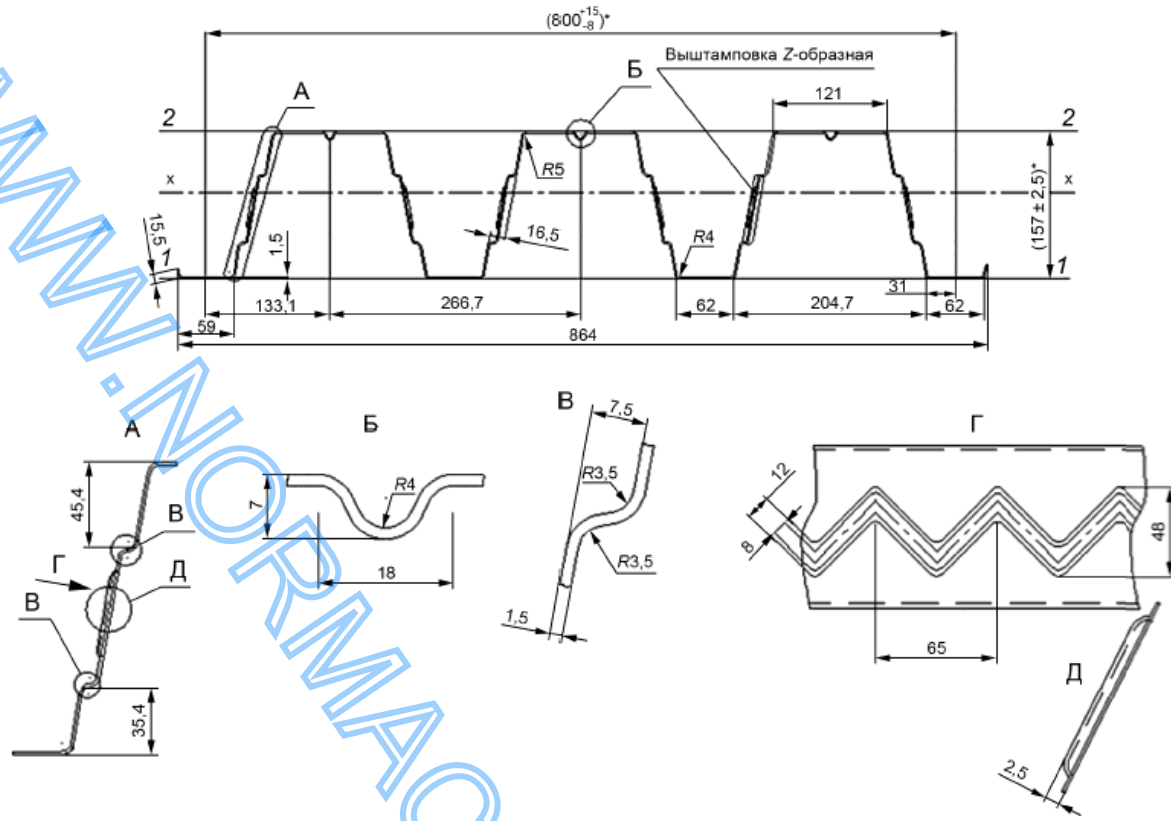 (800+15-8)*
Выштамповка Z-образная
Б
А
121
2
2
R5
х
х
(157 ± 2,5)*
16,5
15,5
1
1,5
R4
1
31
133,1
266,7
62
204,7
62
59
864
А
Б
В
Г
7,5
45,4
В
R4
7
R3,5
12
8
48
Г
Д
18
R3,5
В
1,5
65
35,4
Д
2,5
WWW.NORMAC